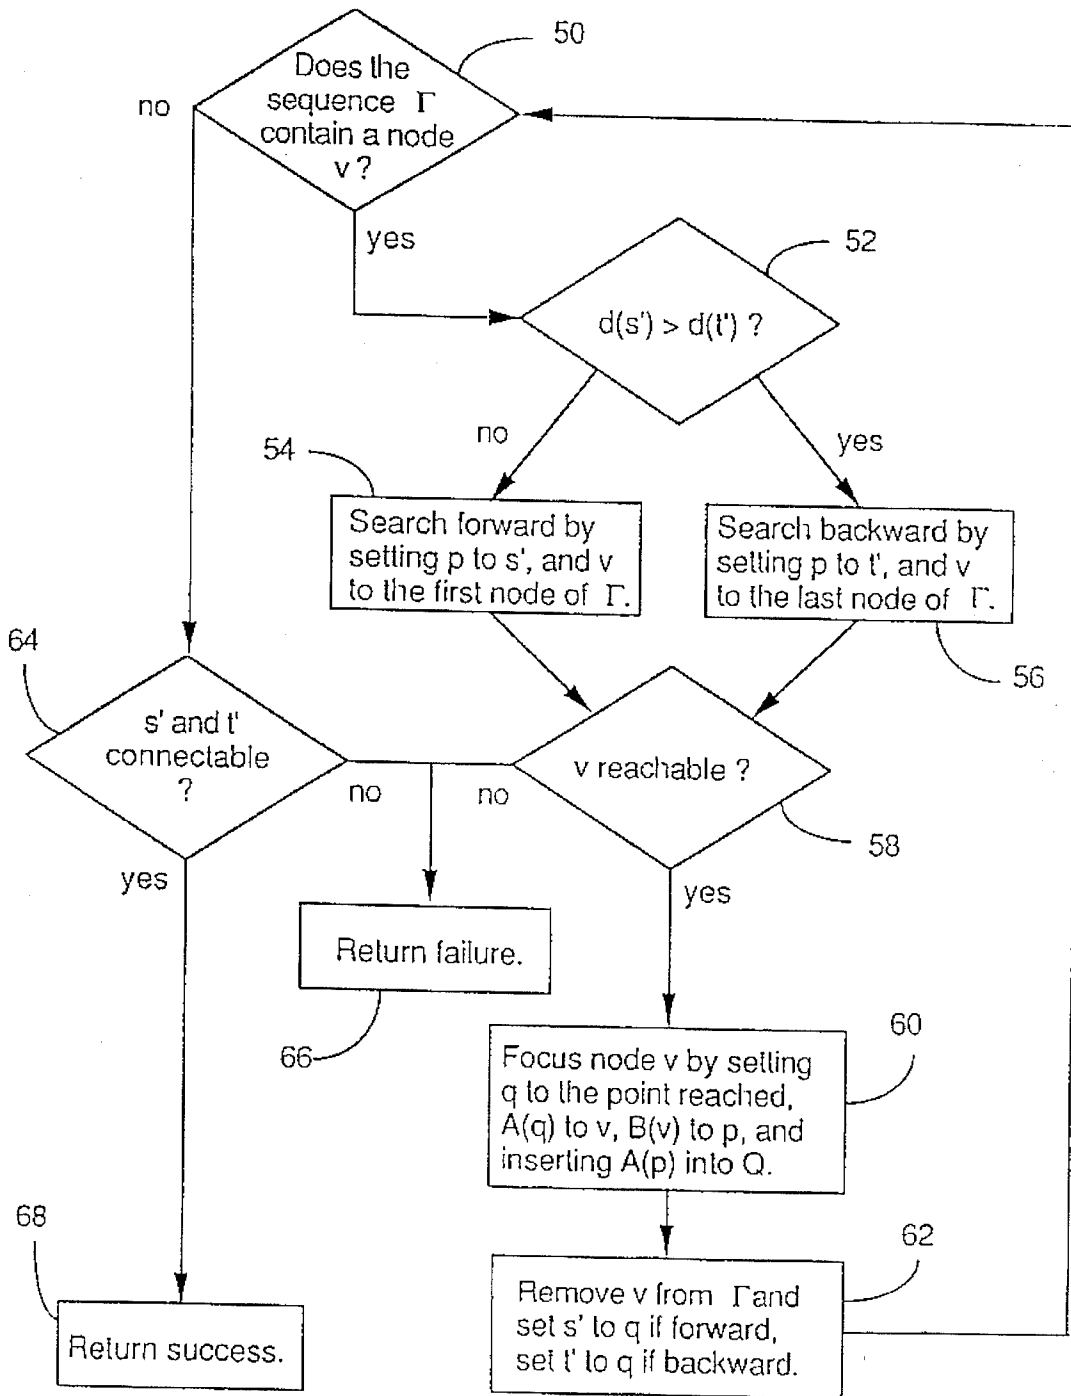 50
Does the
sequence Γ
contain a node
v ?
no
yes
52
d(s') > d(t') ?
no
yes
54
Search forward by
setting p to s', and v
to the first node of Γ.
Search backward by
setting p to t', and v
to the last node of Γ.
56
64
s' and t'
connectable
?
no
no
v reachable ?
58
yes
yes
Return failure.
66
60
Focus node v by setting
q to the point reached,
A(q) to v, B(v) to p, and
inserting A(p) into Q.
62
Remove v from Γ and
set s' to q if forward,
set t' to q if backward.
68
Return success.